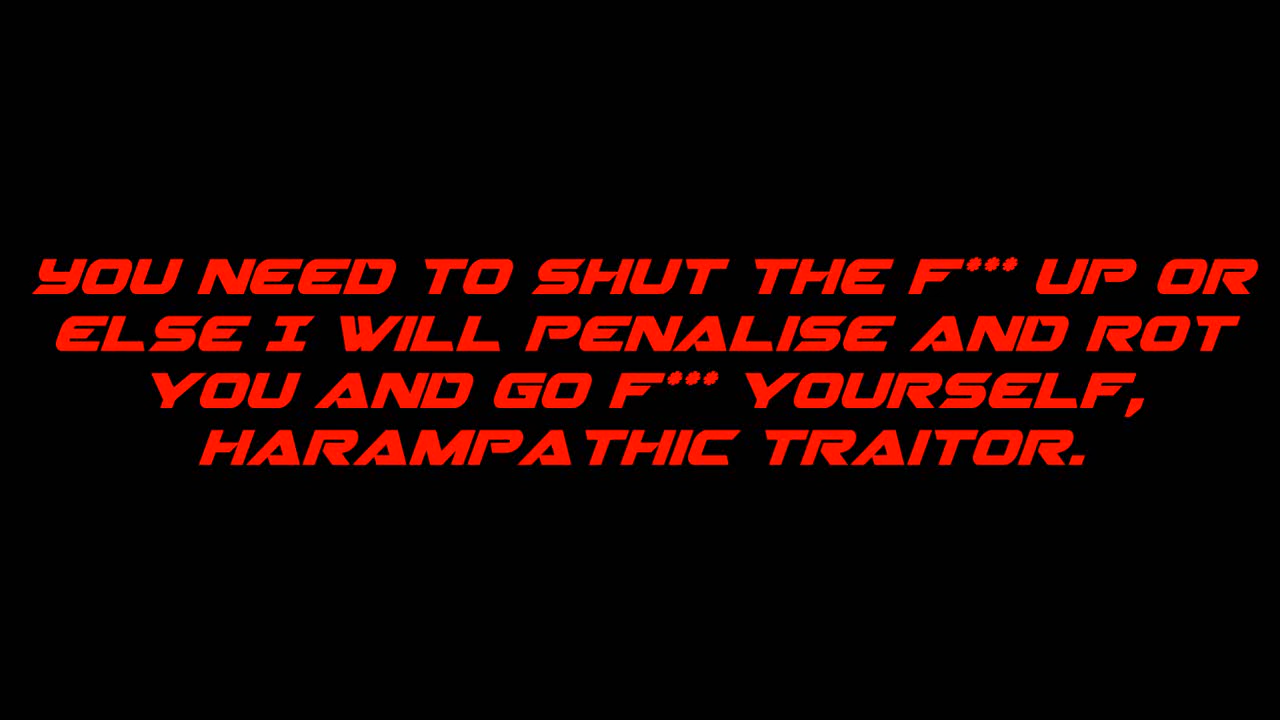 YOU NEED TO SHUT THE F*** UP OR
ELSE I WILL PENALISE AND ROT
YOU AND GO F*** YOURSELF,
HARAMPATHIC TRAITOR.